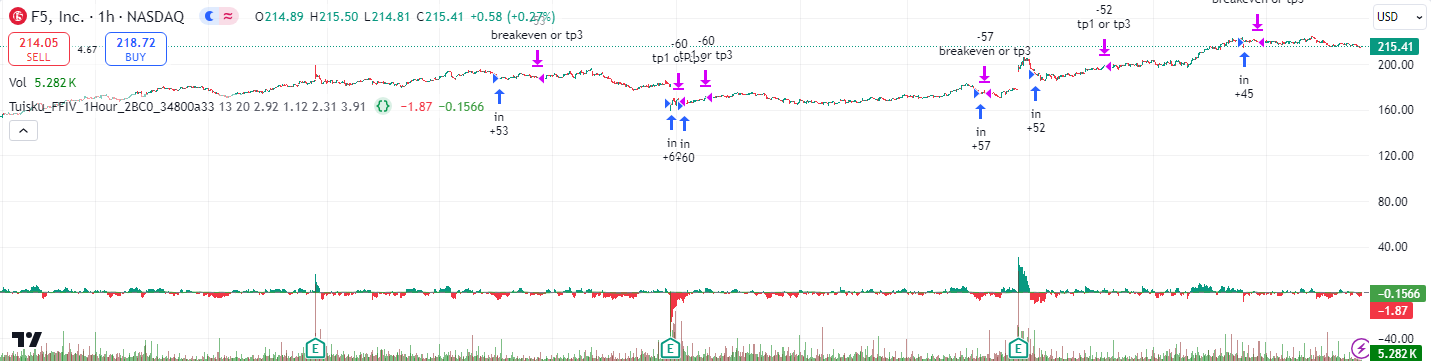 F5, Inc. · 1h · NASDAQ O214.89 H215.50 L214.81 C215.41 +0.58 (+0.27%)
USD
214.05
SELL
4.67
218.72
BUY
Vol 5.282 K
Tujsku_FFiV_1Hour_2BC0_34800a33 13 20 2.92 1.12 2.31 3.91 −1.87 −0.1566
breakeven or tp3
in
+53
-60
-60
tp1 or tp3
in
in
+60
-57
breakeven or tp3
in
+57
-52
tp1 or tp3
in
+52
breakeven or tp3
in
+45
215.41
200.00
160.00
120.00
80.00
40.00
−0.1566
−1.87
−40.00
5.282 K
E
E
E